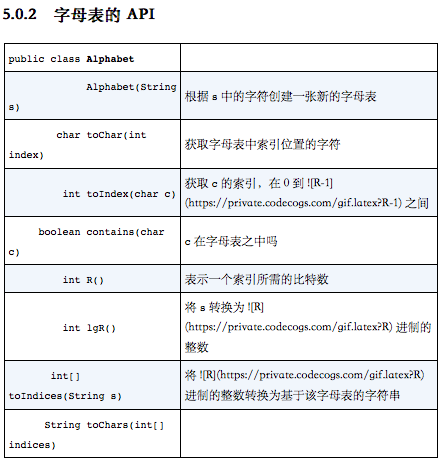 5.0.2 字母表的 API
public class Alphabet
Alphabet(String
s)
根据 s 中的字符创建一张新的字母表
char toChar(int
index)
获取字母表中索引位置的字符
int toIndex(char c)
获取 c 的索引，在 0 到 ![R-1]
(https://private.codecogs.com/gif.latex?R-1) 之间
boolean contains(char
c)
c 在字母表之中吗
int R()
表示一个索引所需的比特数
int lgR()
将 s 转换为 ![R]
(https://private.codecogs.com/gif.latex?R) 进制的
整数
int[]
toIndices(String s)
将 ![R](https://private.codecogs.com/gif.latex?R)
进制的整数转换为基于该字母表的字符串
String toChars(int[]
indices)